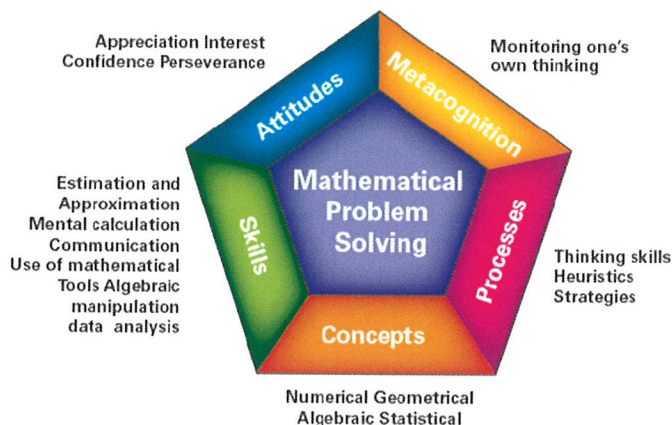 Appreciation Interest
Confidence Perseverance
Monitoring one's
own thinking
Attitudes
Metacognition
Mathematical
Problem
Solving
Estimation and
Approximation
Mental calculation
Communication
Use of mathematical
Tools Algebraic
manipulation
data analysis
Skills
Processes
Thinking skills
Heuristics
Strategies
Concepts
Numerical Geometrical
Algebraic Statistical